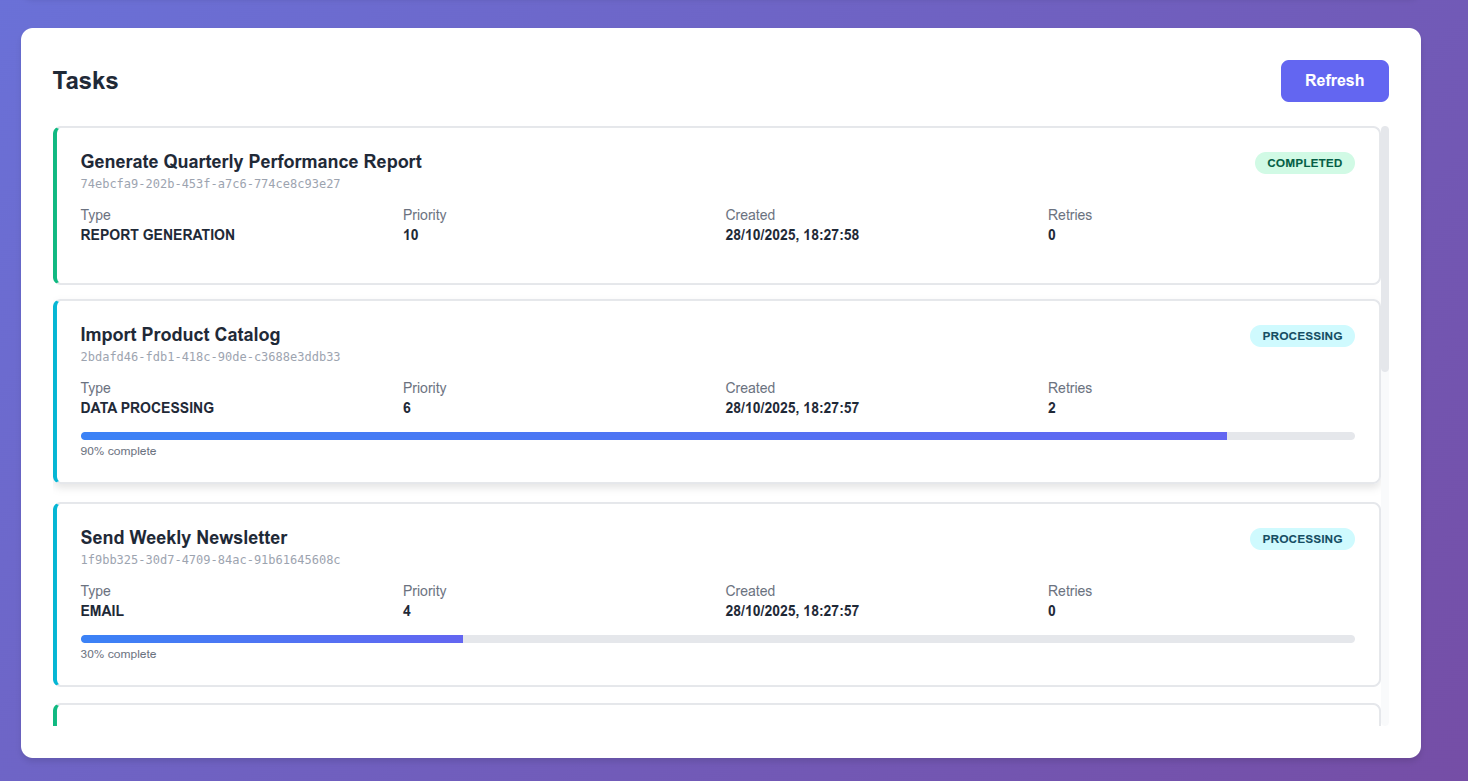 Tasks
Refresh
Generate Quarterly Performance Report
COMPLETED
74ebcfa9-202b-453f-a7c6-774ce8c93e27
Type Priority Created Retries
REPORT GENERATION 10 28/10/2025, 18:27:58 0
Import Product Catalog
PROCESSING
2bdafd46-fdb1-418c-90de-c3688e3ddb33
Type Priority Created Retries
DATA PROCESSING 6 28/10/2025, 18:27:57 2
90% complete
Send Weekly Newsletter
PROCESSING
1f9bb325-30d7-4709-84ac-91b61645608c
Type Priority Created Retries
EMAIL 4 28/10/2025, 18:27:57 0
30% complete